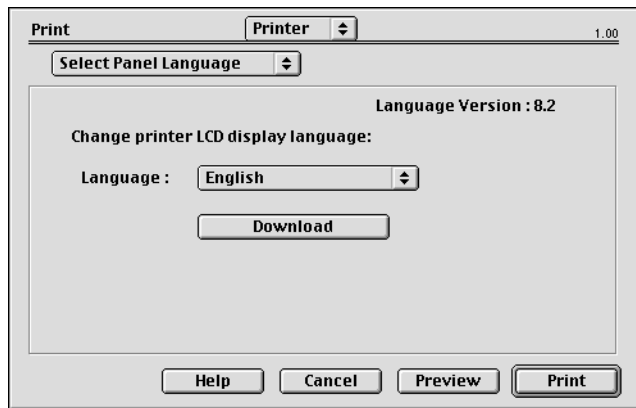 Print Printer 1.00
Select Panel Language
Language Version : 8.2
Change printer LCD display language:
Language : English
Download
Help Cancel Preview Print